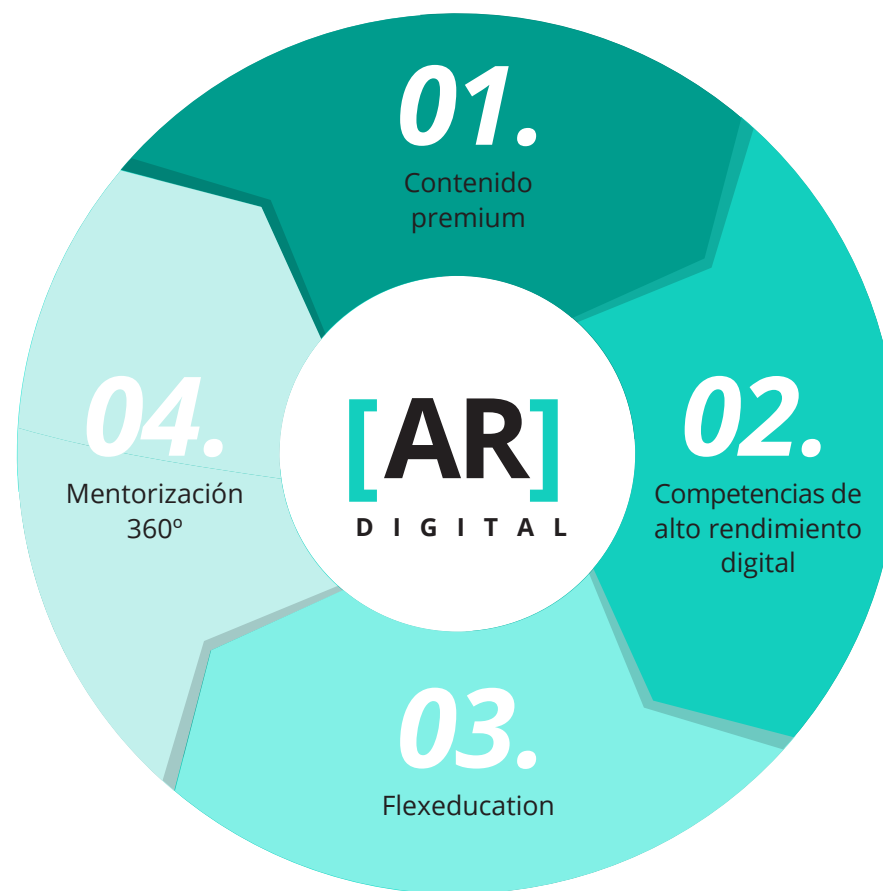 01.
Contenido
premium
02.
Competencias de
alto rendimiento
digital
03.
Flexeducation
04.
Mentorización
360º
[AR]
DIGITAL